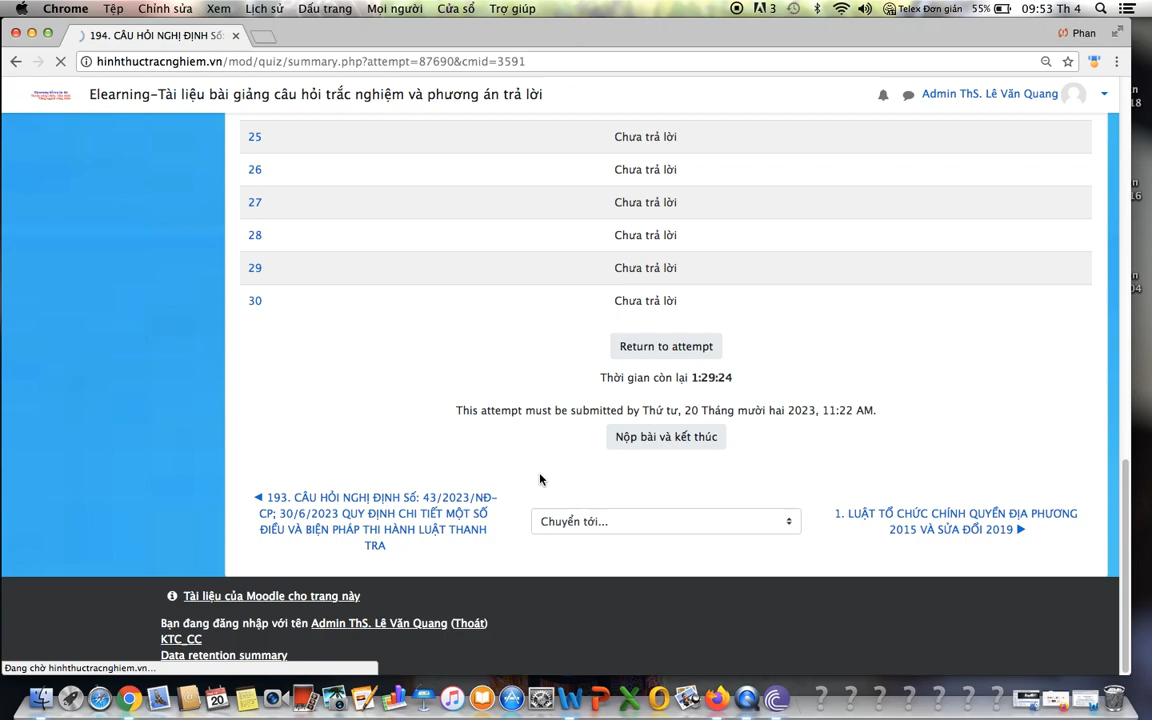 Chrome Tệp Chỉnh sửa Xem Lịch sử Dấu trang Mọi người Cửa sổ Trợ giúp 3 Telex Đơn giản 55% 09:53 Th 4
194. CÂU HỎI NGHỊ ĐỊNH Số: Phan
hinhthuctracnghiem.vn/mod/quiz/summary.php?attempt=87690&cmid=3591
Elearning-Tài liệu bài giảng câu hỏi trắc nghiệm và phương án trả lời Admin ThS. Lê Văn Quang
25 Chưa trả lời
26 Chưa trả lời
27 Chưa trả lời
28 Chưa trả lời
29 Chưa trả lời
30 Chưa trả lời
Return to attempt
Thời gian còn lại 1:29:24
This attempt must be submitted by Thứ tư, 20 Tháng mười hai 2023, 11:22 AM.
Nộp bài và kết thúc
◀ 193. CÂU HỎI NGHỊ ĐỊNH Số: 43/2023/NĐ-
CP; 30/6/2023 QUY ĐỊNH CHI TIẾT MỘT SỐ
ĐIỀU VÀ BIỆN PHÁP THI HÀNH LUẬT THANH
TRA
Chuyển tới...
1. LUẬT TỔ CHỨC CHÍNH QUYỀN ĐỊA PHƯƠNG
2015 VÀ SỬA ĐỔI 2019 ▶
Tài liệu của Moodle cho trang này
Bạn đang đăng nhập với tên Admin ThS. Lê Văn Quang (Thoát)
KTC_CC
Data retention summary
Đang chờ hinhthuctracnghiem.vn...